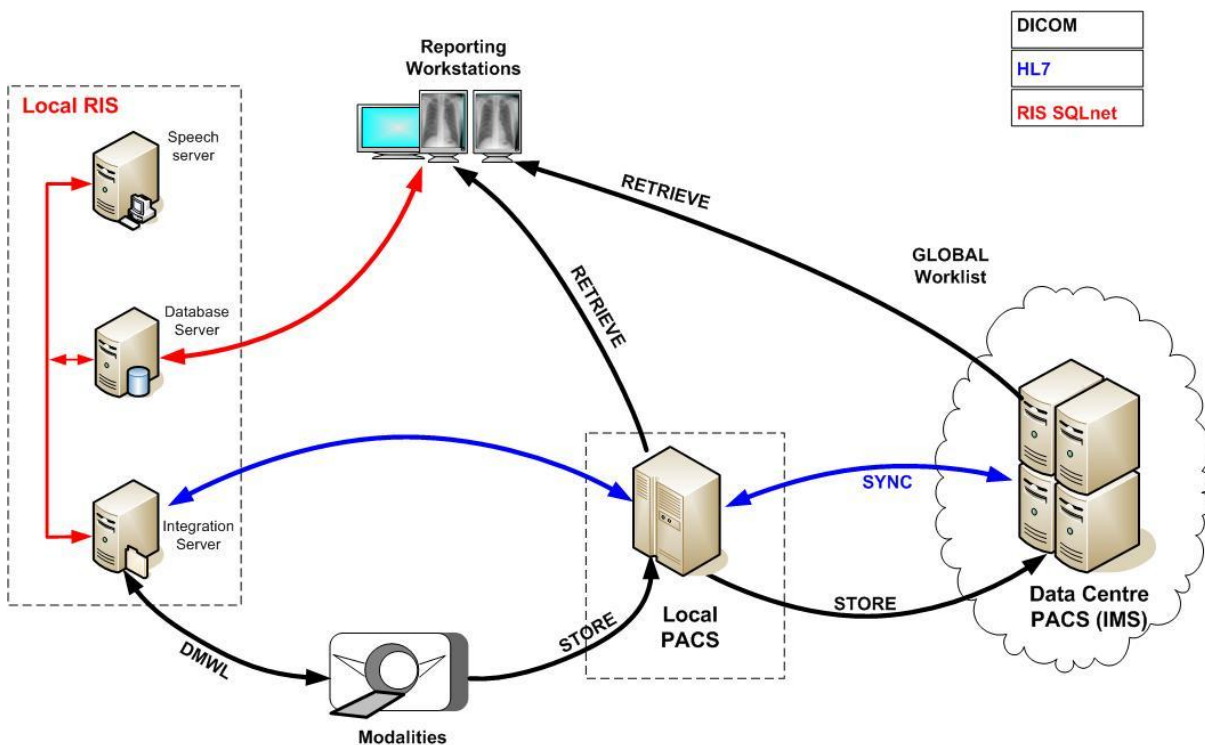 DICOM
HL7
RIS SQLnet
Reporting
Workstations
Local RIS
Speech
server
RETRIEVE
GLOBAL
Worklist
RETRIEVE
Database
Server
SYNC
Integration
Server
STORE
Data Centre
PACS (IMS)
Local
PACS
STORE
DMWL
Modalities